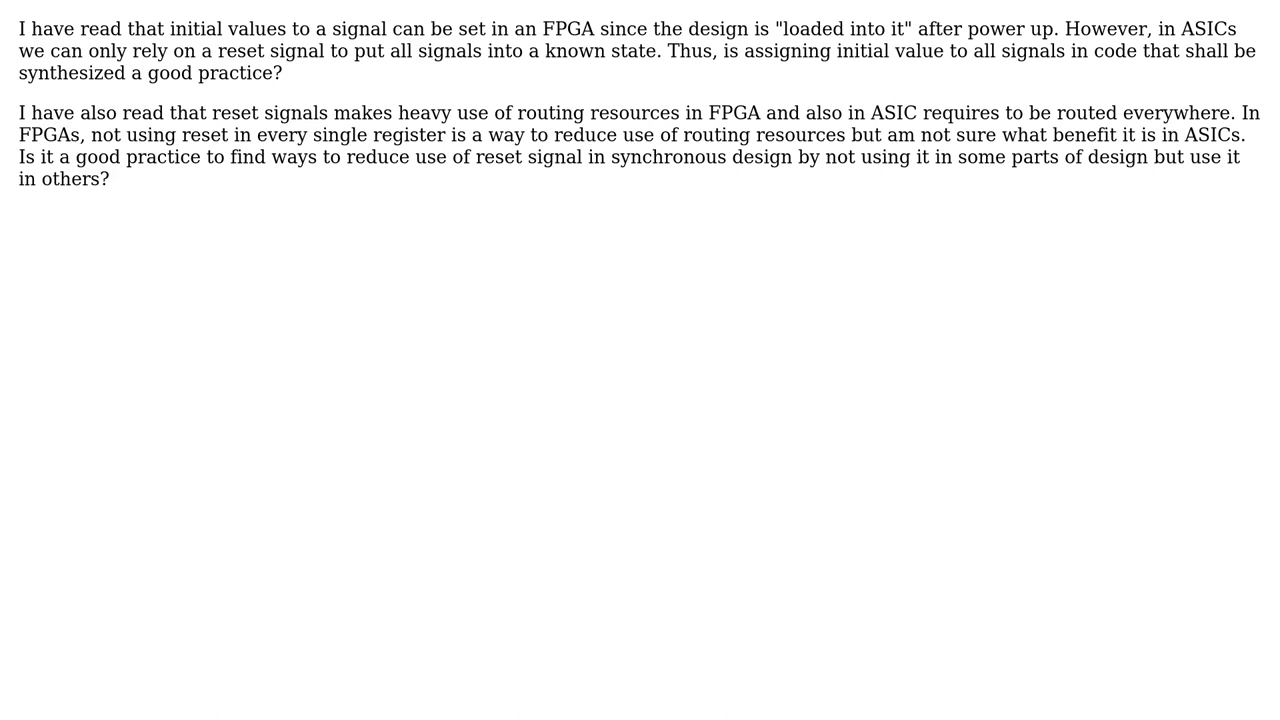 I have read that initial values to a signal can be set in an FPGA since the design is "loaded into it" after power up. However, in ASICs
we can only rely on a reset signal to put all signals into a known state. Thus, is assigning initial value to all signals in code that shall be
synthesized a good practice?
I have also read that reset signals makes heavy use of routing resources in FPGA and also in ASIC requires to be routed everywhere. In
FPGAs, not using reset in every single register is a way to reduce use of routing resources but am not sure what benefit it is in ASICs.
Is it a good practice to find ways to reduce use of reset signal in synchronous design by not using it in some parts of design but use it
in others?